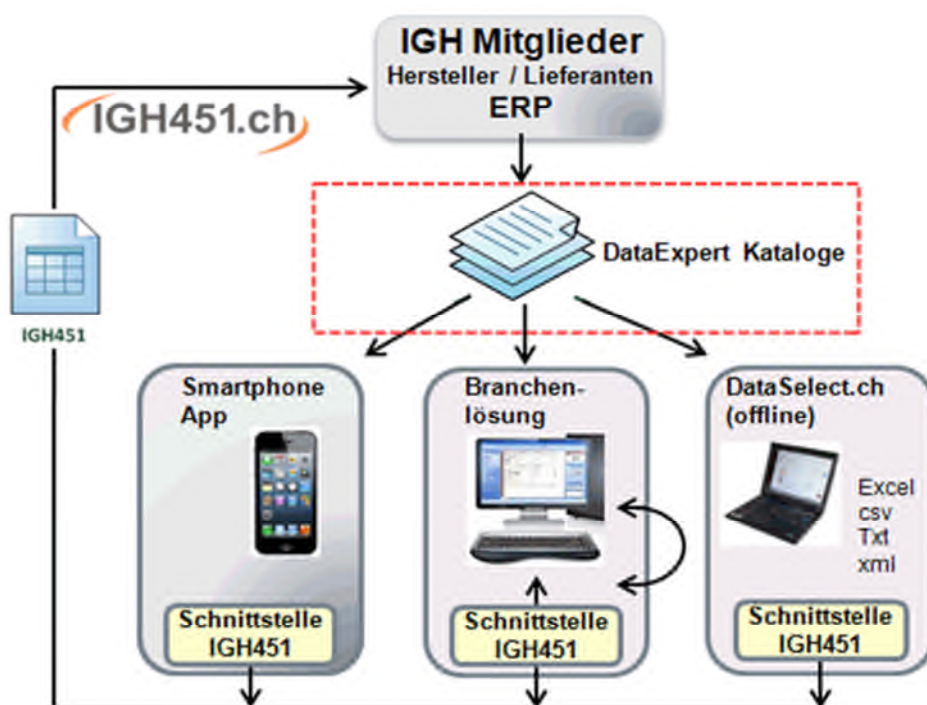 IGH Mitglieder
Hersteller / Lieferanten
ERP
IGH451.ch
DataExpert Kataloge
IGH451
Smartphone
App
Schnittstelle
IGH451
Branchen-
lösung
Schnittstelle
IGH451
DataSelect.ch
(offline)
Excel
csv
Txt
xml
Schnittstelle
IGH451